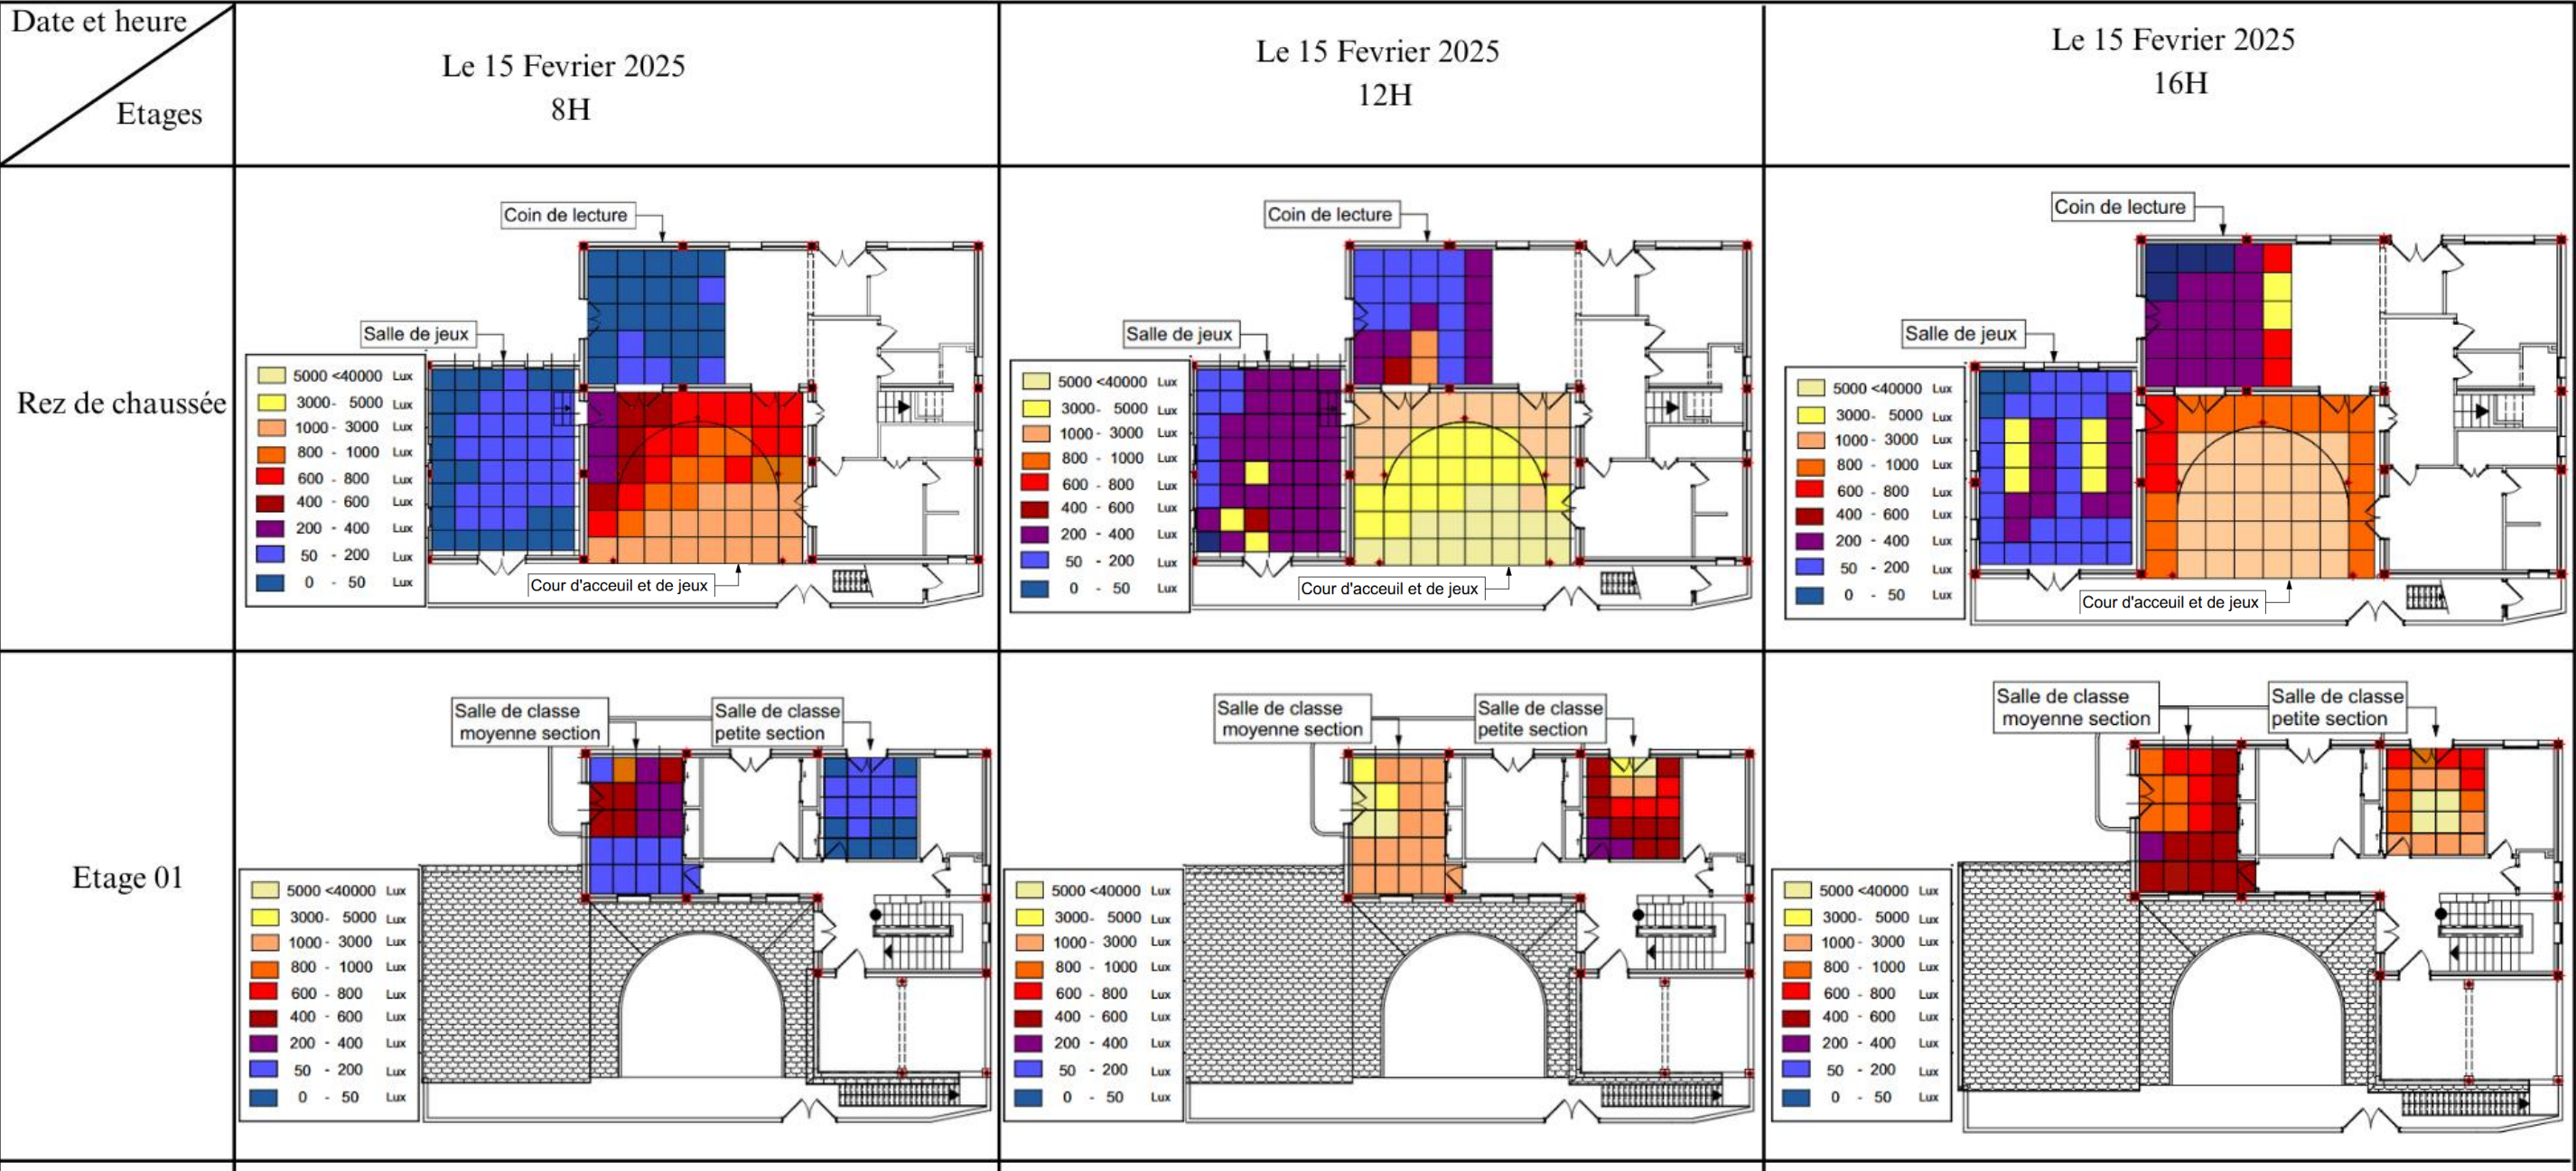 Date et heure
Etages
Le 15 Fevrier 2025
8H
Le 15 Fevrier 2025
12H
Le 15 Fevrier 2025
16H
Rez de chaussée
Coin de lecture
Salle de jeux
5000 <40000 Lux
3000- 5000 Lux
1000 - 3000 Lux
800 - 1000 Lux
600 - 800 Lux
400 - 600 Lux
200 - 400 Lux
50 - 200 Lux
0 - 50 Lux
Cour d'acceuil et de jeux
Coin de lecture
Salle de jeux
5000 <40000 Lux
3000- 5000 Lux
1000 - 3000 Lux
800 - 1000 Lux
600 - 800 Lux
400 - 600 Lux
200 - 400 Lux
50 - 200 Lux
0 - 50 Lux
Cour d'acceuil et de jeux
Coin de lecture
Salle de jeux
5000 <40000 Lux
3000- 5000 Lux
1000 - 3000 Lux
800 - 1000 Lux
600 - 800 Lux
400 - 600 Lux
200 - 400 Lux
50 - 200 Lux
0 - 50 Lux
Cour d'acceuil et de jeux
Etage 01
Salle de classe
moyenne section
Salle de classe
petite section
5000 <40000 Lux
3000- 5000 Lux
1000 - 3000 Lux
800 - 1000 Lux
600 - 800 Lux
400 - 600 Lux
200 - 400 Lux
50 - 200 Lux
0 - 50 Lux
Salle de classe
moyenne section
Salle de classe
petite section
5000 <40000 Lux
3000- 5000 Lux
1000 - 3000 Lux
800 - 1000 Lux
600 - 800 Lux
400 - 600 Lux
200 - 400 Lux
50 - 200 Lux
0 - 50 Lux
Salle de classe
moyenne section
Salle de classe
petite section
5000 <40000 Lux
3000- 5000 Lux
1000 - 3000 Lux
800 - 1000 Lux
600 - 800 Lux
400 - 600 Lux
200 - 400 Lux
50 - 200 Lux
0 - 50 Lux